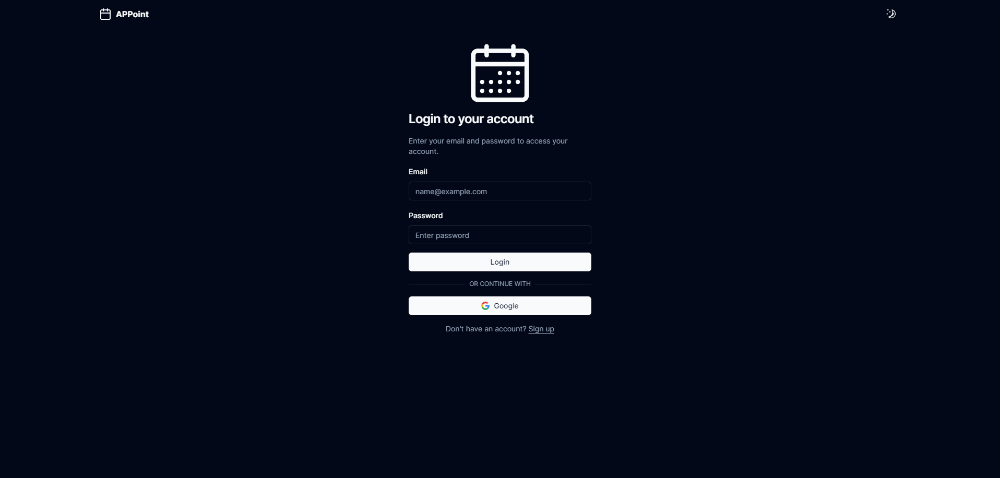 APPoint
Login to your account
Enter your email and password to access your
account.
Email
name@example.com
Password
Enter password
Login
OR CONTINUE WITH
Google
Don't have an account? Sign up